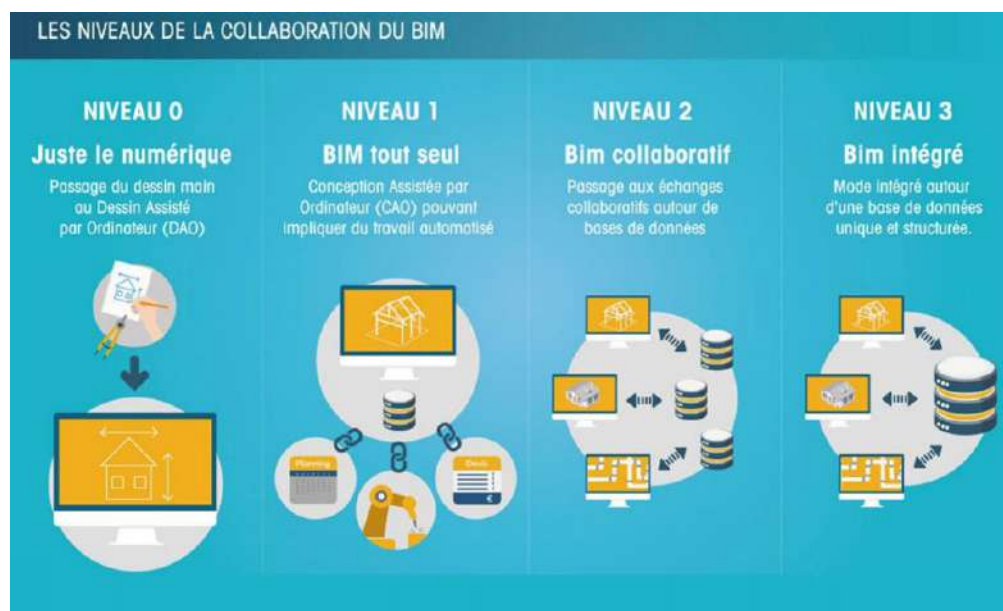 LES NIVEAUX DE LA COLLABORATION DU BIM
NIVEAU 0
Juste le numérique
Passage du dessin main
au Dessin Assisté
par Ordinateur (DAO)
NIVEAU 1
BIM tout seul
Conception Assistée par
Ordinateur (CAO) pouvant
impliquer du travail automatisé
Planning
Devis
€
NIVEAU 2
Bim collaboratif
Passage aux échanges
collaboratifs autour de
bases de données
NIVEAU 3
Bim intégré
Mode intégré autour
d'une base de données
unique et structurée.